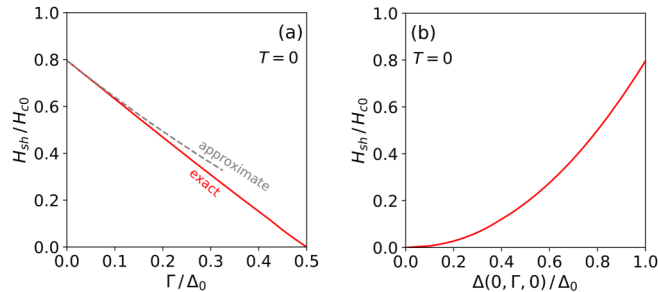 (a)
T = 0
H_sh/H_c0
0.8
0.6
0.4
0.2
0.0
approximate
exact
0.0 0.1 0.2 0.3 0.4 0.5
Γ/Δ_0
(b)
T = 0
H_sh/H_c0
0.8
0.6
0.4
0.2
0.0
0.0 0.2 0.4 0.6 0.8 1.0
Δ(0, Γ, 0)/Δ_0
1.0
1.0